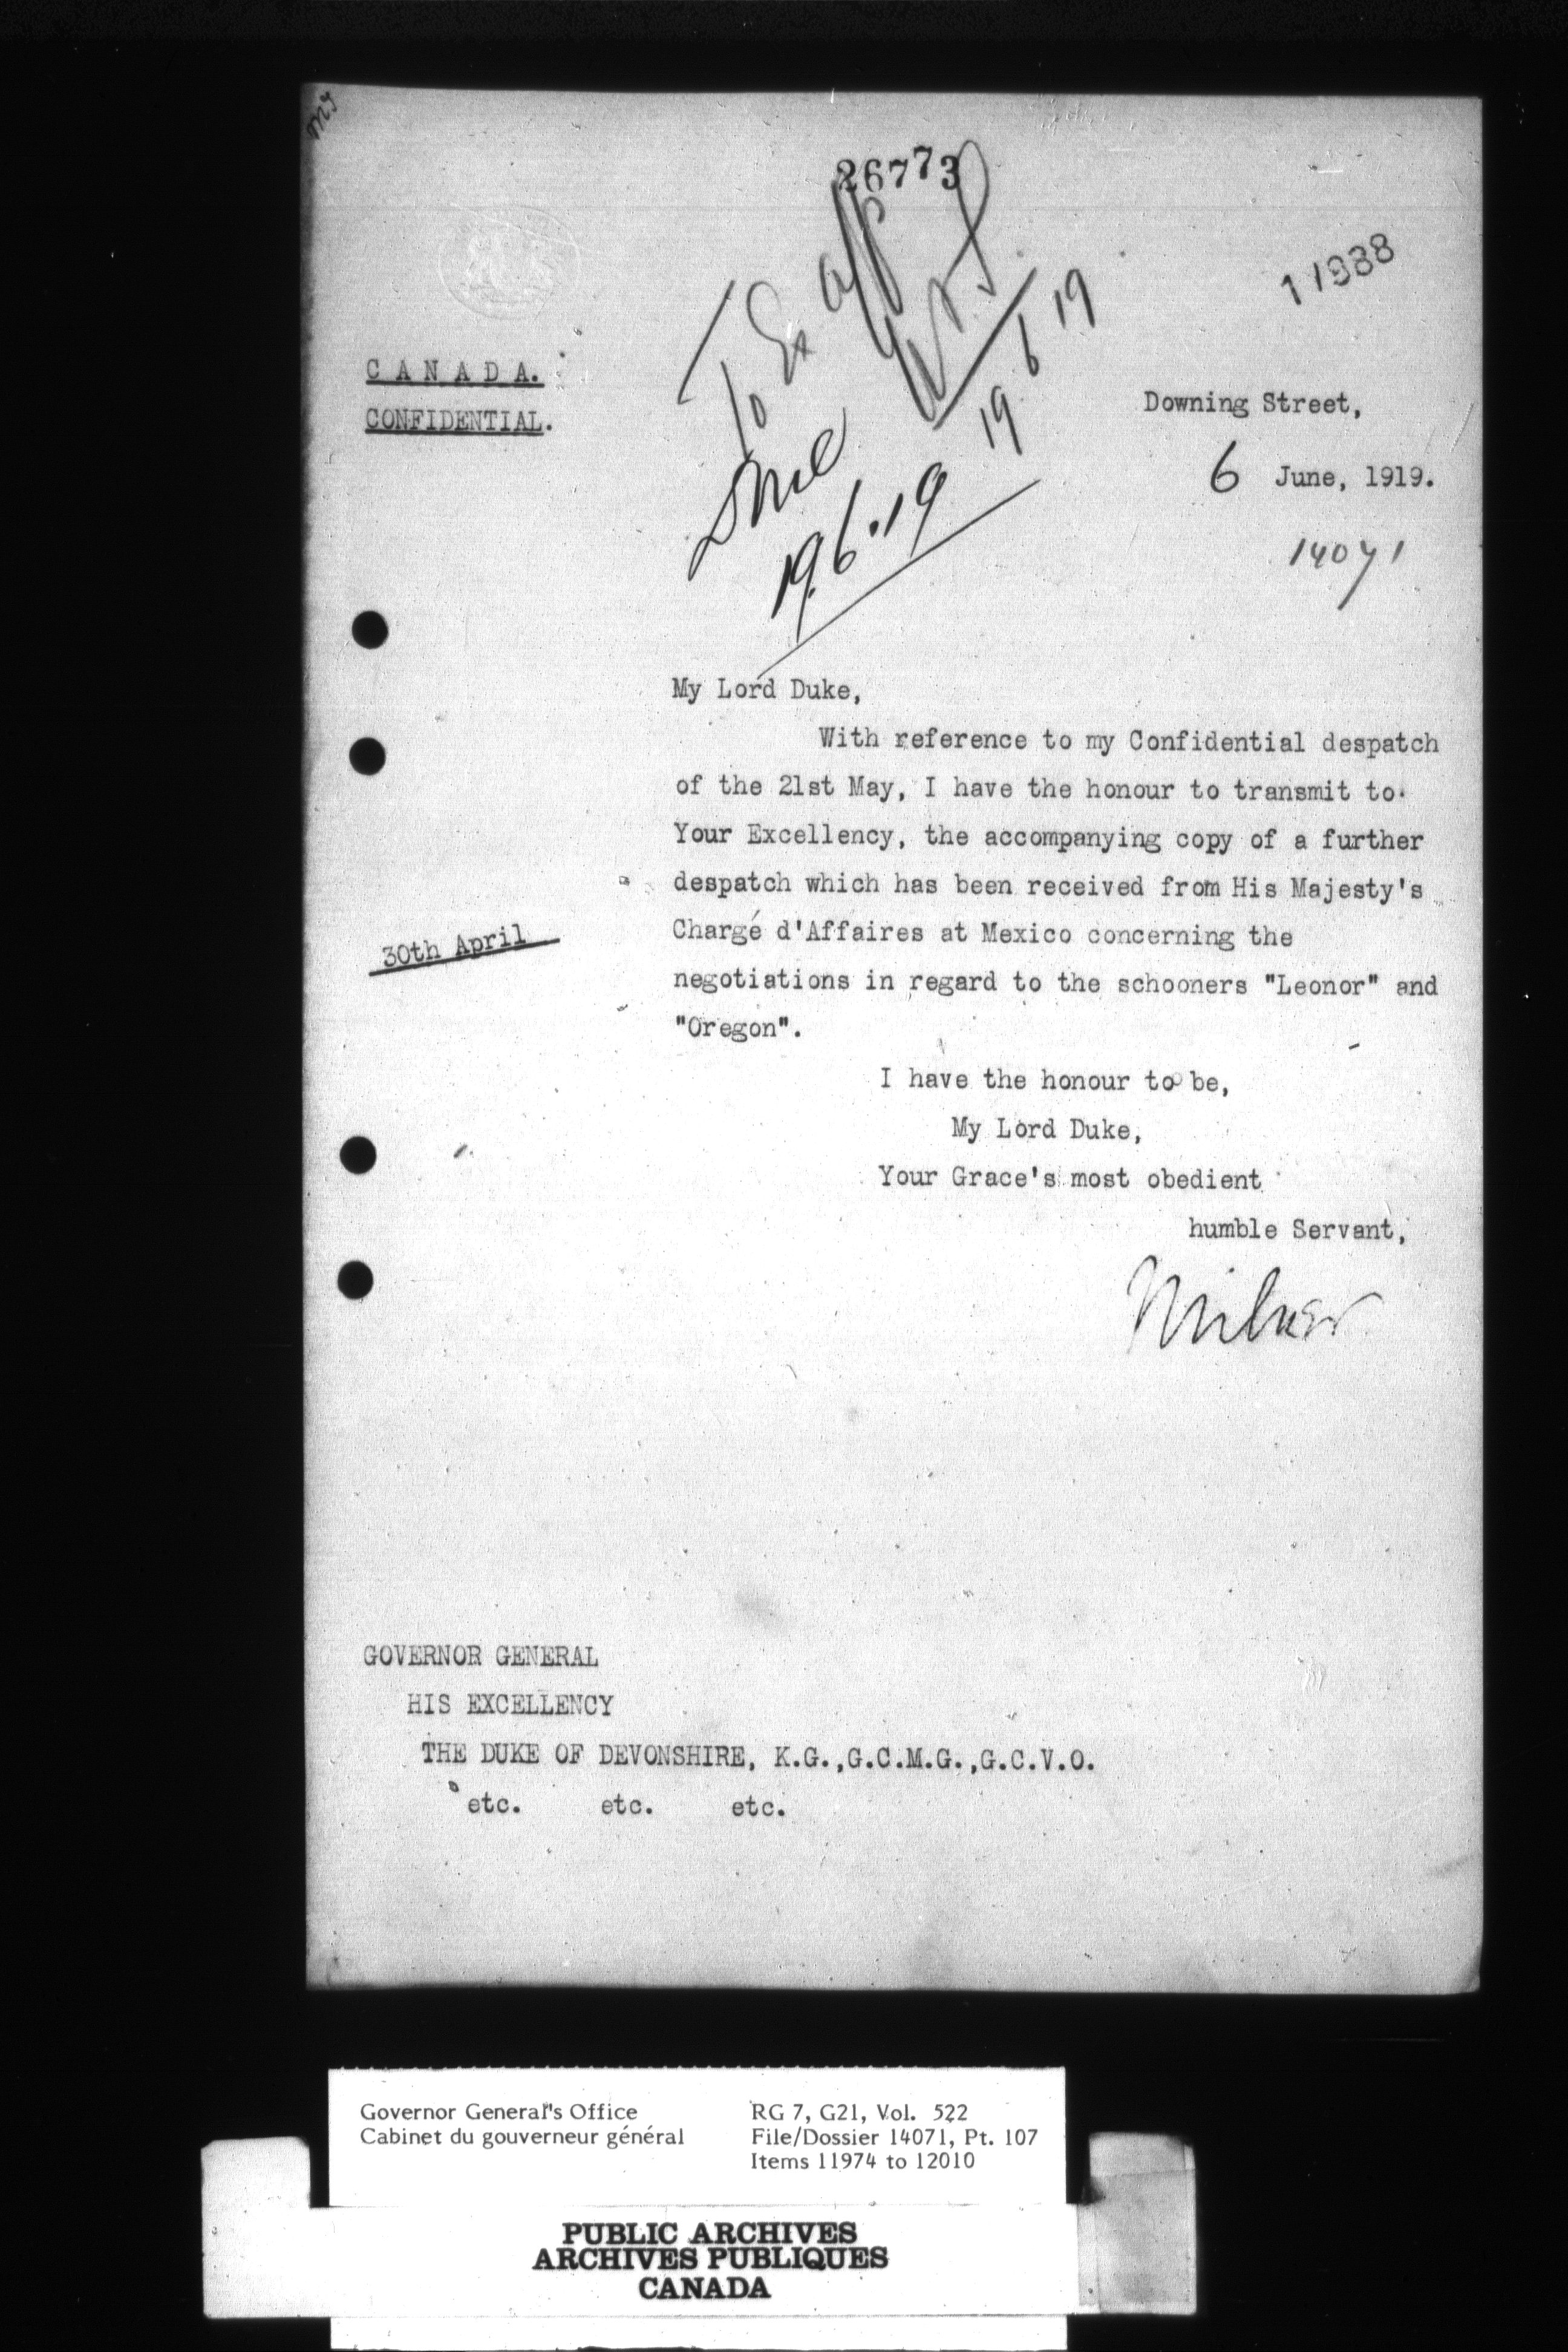 26773
11988
To Ex aff
19 6 19
19.6.19
CANADA.
CONFIDENTIAL.
Downing Street,
6 June, 1919.
14071
My Lord Duke,
With reference to my Confidential despatch
of the 21st May, I have the honour to transmit to
Your Excellency, the accompanying copy of a further
despatch which has been received from His Majesty's
30th April
Chargé d'Affaires at Mexico concerning the
negotiations in regard to the schooners "Leonor" and
"Oregon".
I have the honour to be,
My Lord Duke,
Your Grace's most obedient
humble Servant,
Milner
GOVERNOR GENERAL
HIS EXCELLENCY
THE DUKE OF DEVONSHIRE, K.G.,G.C.M.G.,G.C.V.O.
etc. etc. etc.
Governor General's Office
Cabinet du gouverneur général
RG 7, G21, Vol. 522
File/Dossier 14071, Pt. 107
Items 11974 to 12010
PUBLIC ARCHIVES
ARCHIVES PUBLIQUES
CANADA